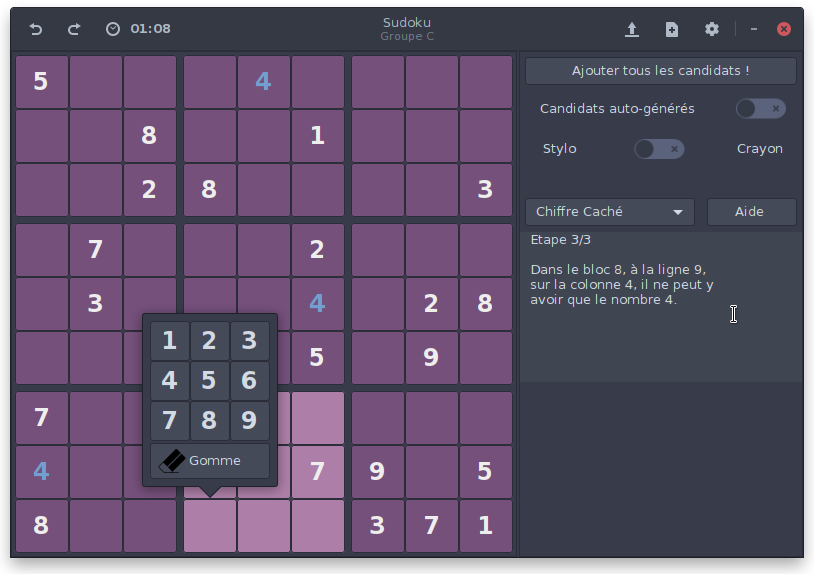 01:08
Sudoku
Groupe C
5 4
8 1
2 8 3
7 2
3 4 2 8
5 9
7
4 7 9 5
8 3 7 1
1 2 3
4 5 6
7 8 9
Gomme
Ajouter tous les candidats !
Candidats auto-générés
Stylo Crayon
Chiffre Caché Aide
Etape 3/3
Dans le bloc 8, à la ligne 9,
sur la colonne 4, il ne peut y
avoir que le nombre 4.